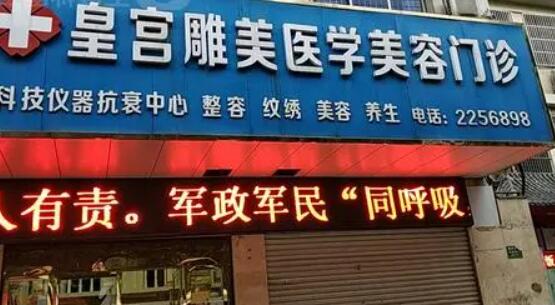 皇宫雕美医学美容门诊
科技仪器抗衰中心 整容 纹绣 美容 养生 电话:2256898
人有责。军政军民“同呼吸